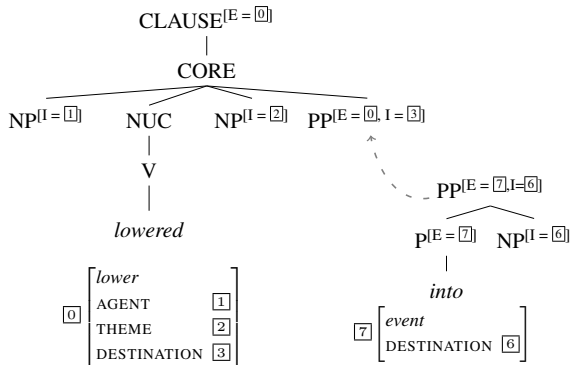 CLAUSE[E = 0]
CORE
NP[I = 1] NUC NP[I = 2] PP[E = 0, I = 3]
V
PP[E = 7,I=6]
lowered
P[E = 7] NP[I = 6]
into
0 lower
AGENT 1
THEME 2
DESTINATION 3
7 event
DESTINATION 6